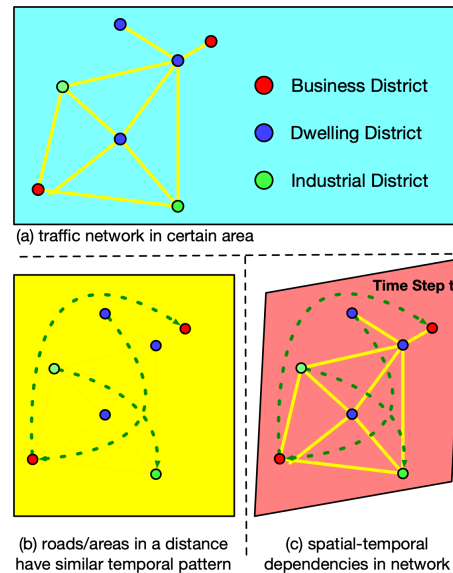 Business District
Dwelling District
Industrial District
(a) traffic network in certain area
Time Step t
(b) roads/areas in a distance
have similar temporal pattern
(c) spatial-temporal
dependencies in network